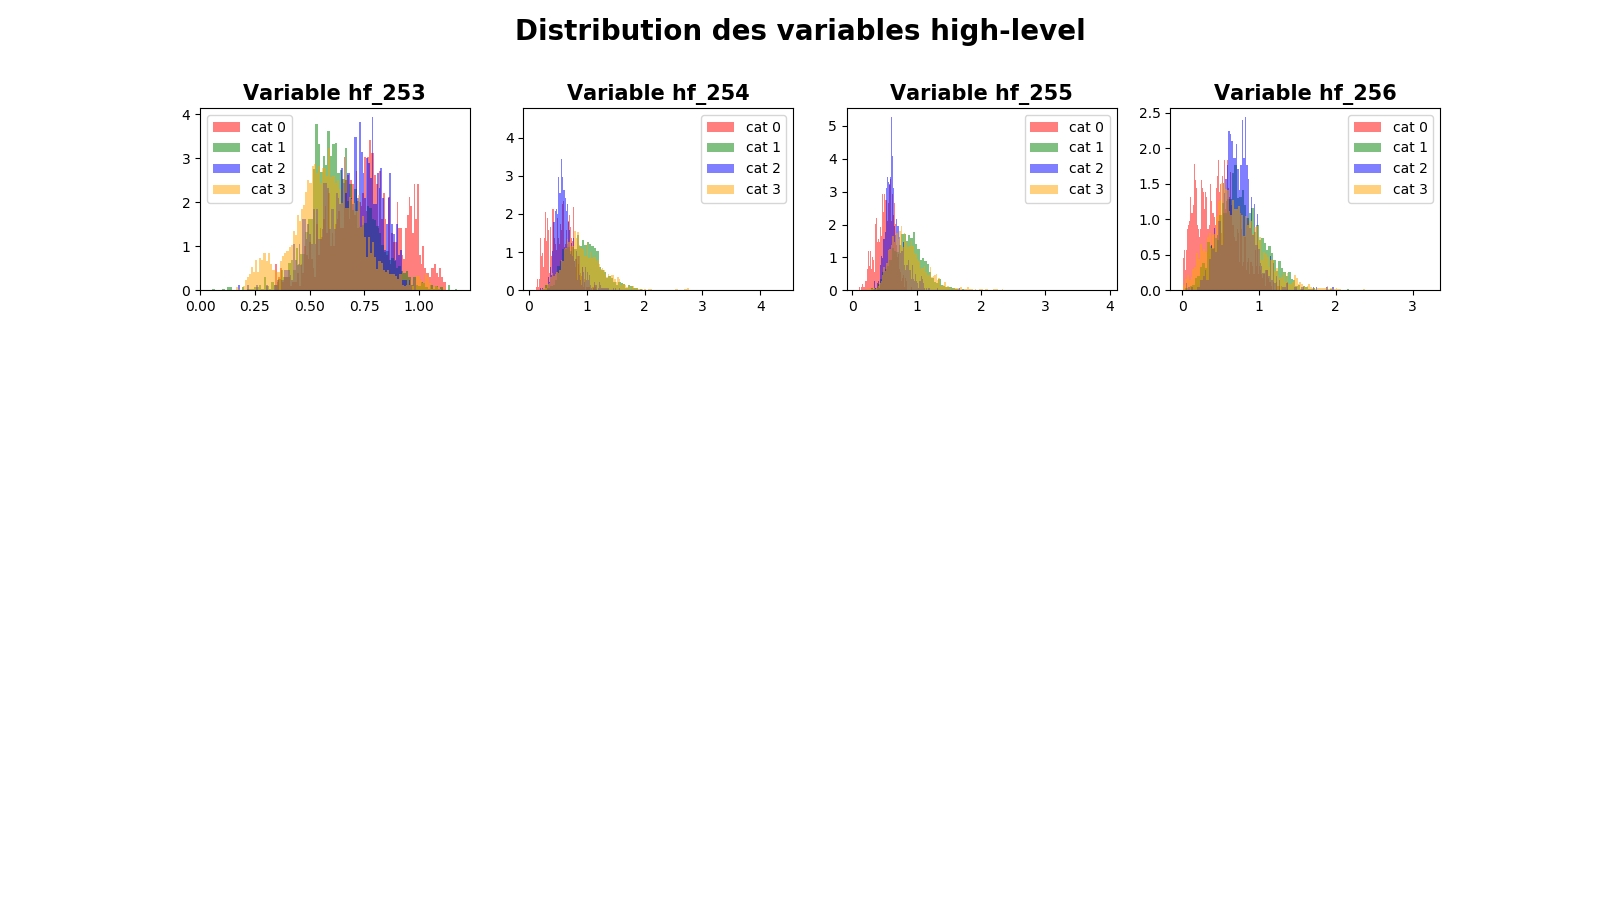 Distribution des variables high-level
Variable hf_253
4
3
2
1
0
0.00 0.25 0.50 0.75 1.00
cat 0
cat 1
cat 2
cat 3
Variable hf_254
4
3
2
1
0
0 1 2 3 4
cat 0
cat 1
cat 2
cat 3
Variable hf_255
5
4
3
2
1
0
0 1 2 3 4
cat 0
cat 1
cat 2
cat 3
Variable hf_256
2.5
2.0
1.5
1.0
0.5
0.0
0 1 2 3
cat 0
cat 1
cat 2
cat 3